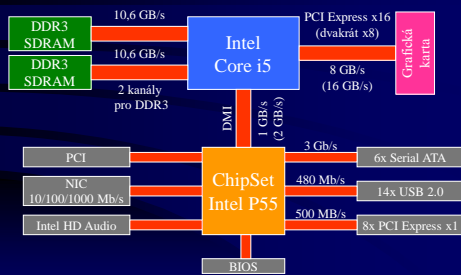 DDR3
SDRAM
10,6 GB/s
DDR3
SDRAM
10,6 GB/s
2 kanály
pro DDR3
Intel
Core i5
PCI Express x16
(dvakrát x8)
8 GB/s
(16 GB/s)
Grafická
karta
DMI
1 GB/s
(2 GB/s)
PCI
NIC
10/100/1000 Mb/s
Intel HD Audio
ChipSet
Intel P55
3 Gb/s
6x Serial ATA
480 Mb/s
14x USB 2.0
500 MB/s
8x PCI Express x1
BIOS